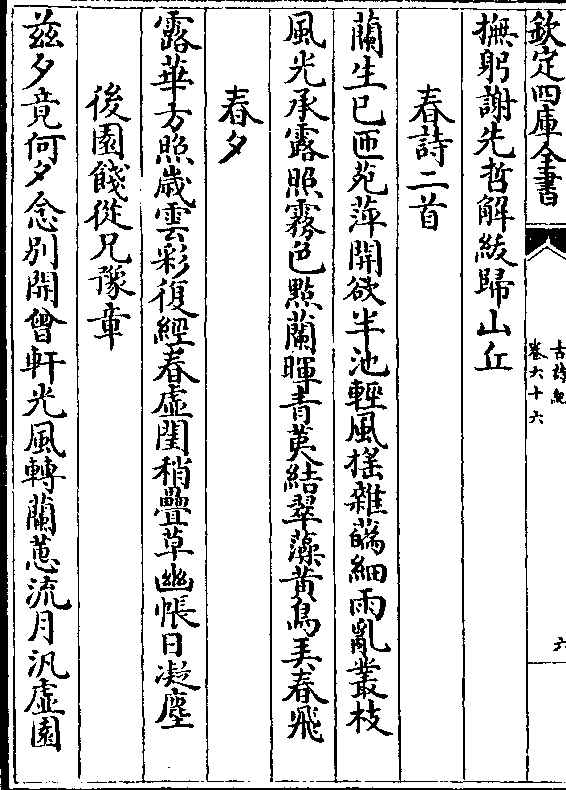 欽定四庫全書
古詩紀
卷六十六
六
撫躬謝先哲解紱歸山丘
春詩二首
蘭生已匝苑萍開欲半池輕風揺雜蘤細雨亂叢枝
風光承露照霧色點蘭暉青荑結翠藻黄鳥弄春飛
春夕
露華方照嵗雲彩復經春虚閨稍疊草幽帳日凝塵
後園餞從兄豫章
兹夕竟何夕念别開曾軒光風轉蘭蕙流月汎虚園